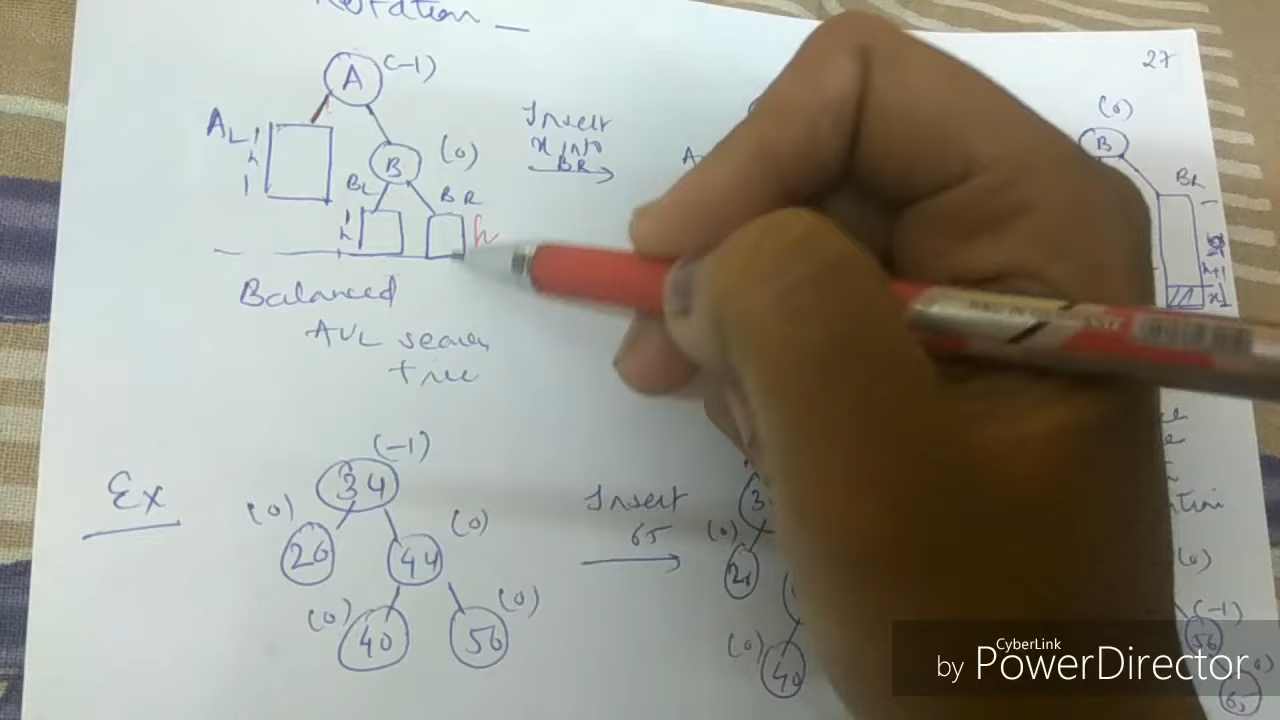 Rotation
27
A (-1)
AL h
B (0)
BL h
BR h
Insert
x into
BR
(0)
B
BR
h+1
x
Balanced
AVL search
tree
Ex
34 (-1)
(0) 26
44 (0)
(0) 40
56 (0)
Insert
65
(0)
(0)
40
(0)
(-1)
56
65
CyberLink
by PowerDirector